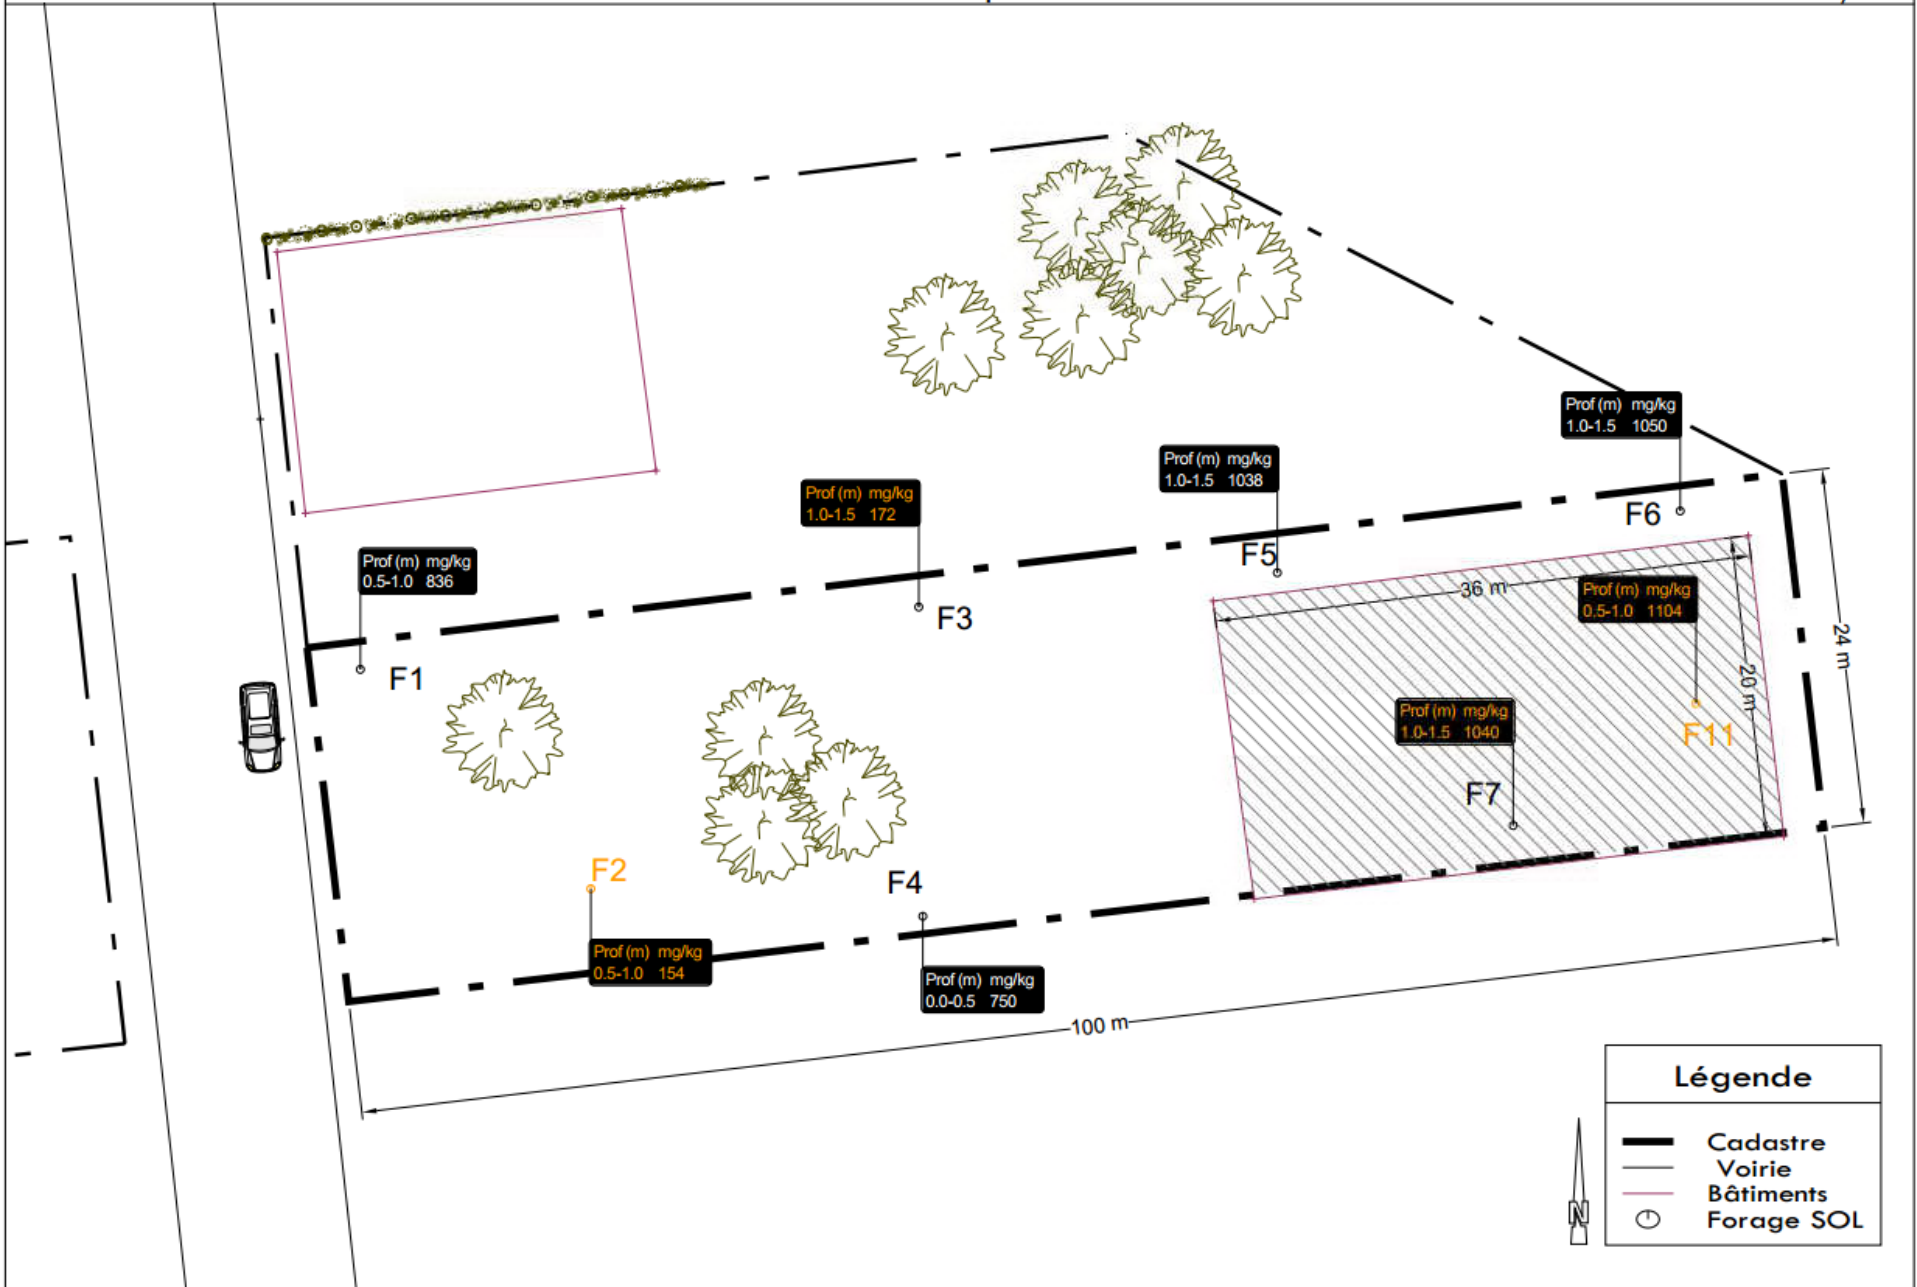 Prof (m) mg/kg
1.0-1.5 1050
Prof (m) mg/kg
1.0-1.5 1038
Prof (m) mg/kg
1.0-1.5 172
F6
F5
Prof (m) mg/kg
0.5-1.0 836
36 m
Prof (m) mg/kg
0.5-1.0 1104
F3
24 m
F1
20 m
Prof (m) mg/kg
1.0-1.5 1040
F11
F7
F2
F4
Prof (m) mg/kg
0.5-1.0 154
Prof (m) mg/kg
0.0-0.5 750
100 m
Légende
Cadastre
Voirie
Bâtiments
Forage SOL
N